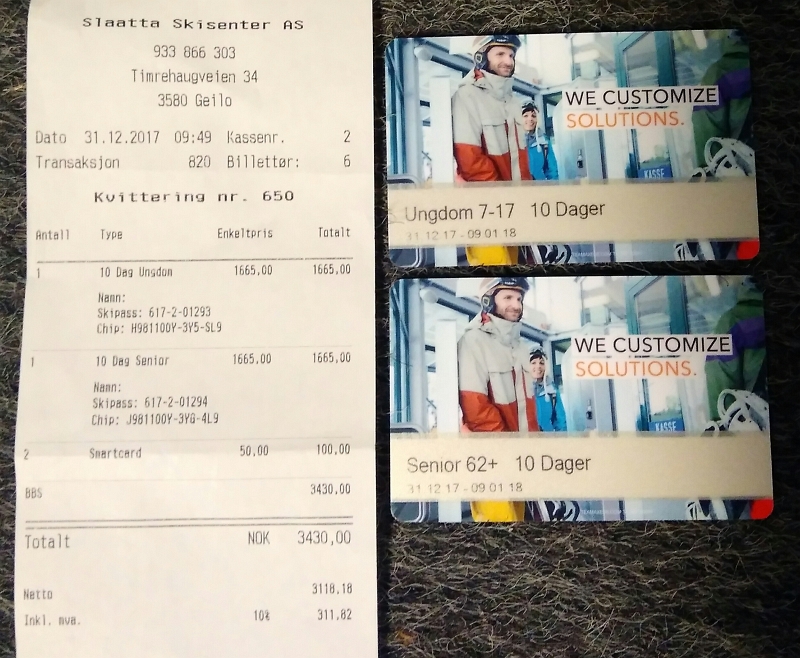 Slaatta Skisenter AS
933 866 303
Timrehaugveien 34
3580 Geilo
Dato 31.12.2017 09:49 Kassenr. 2
Transaksjon 820 Billettør: 6
Kvittering nr. 650
Antall Type Enkeltpris Totalt
1 10 Dag Ungdom 1665,00 1665,00
Namn:
Skipass: 617-2-01293
Chip: H981100Y-3Y5-SL9
1 10 Dag Senior 1665,00 1665,00
Namn:
Skipass: 617-2-01294
Chip: J981100Y-3YG-4L9
2 Smartcard 50,00 100,00
BBS 3430,00
Totalt NOK 3430,00
Netto 3118,18
Inkl. mva. 10% 311,82
WE CUSTOMIZE
SOLUTIONS.
KASSE
Ungdom 7-17 10 Dager
31 12 17 - 09 01 18
WE CUSTOMIZE
SOLUTIONS.
KASSE
Senior 62+ 10 Dager
31 12 17 - 09 01 18